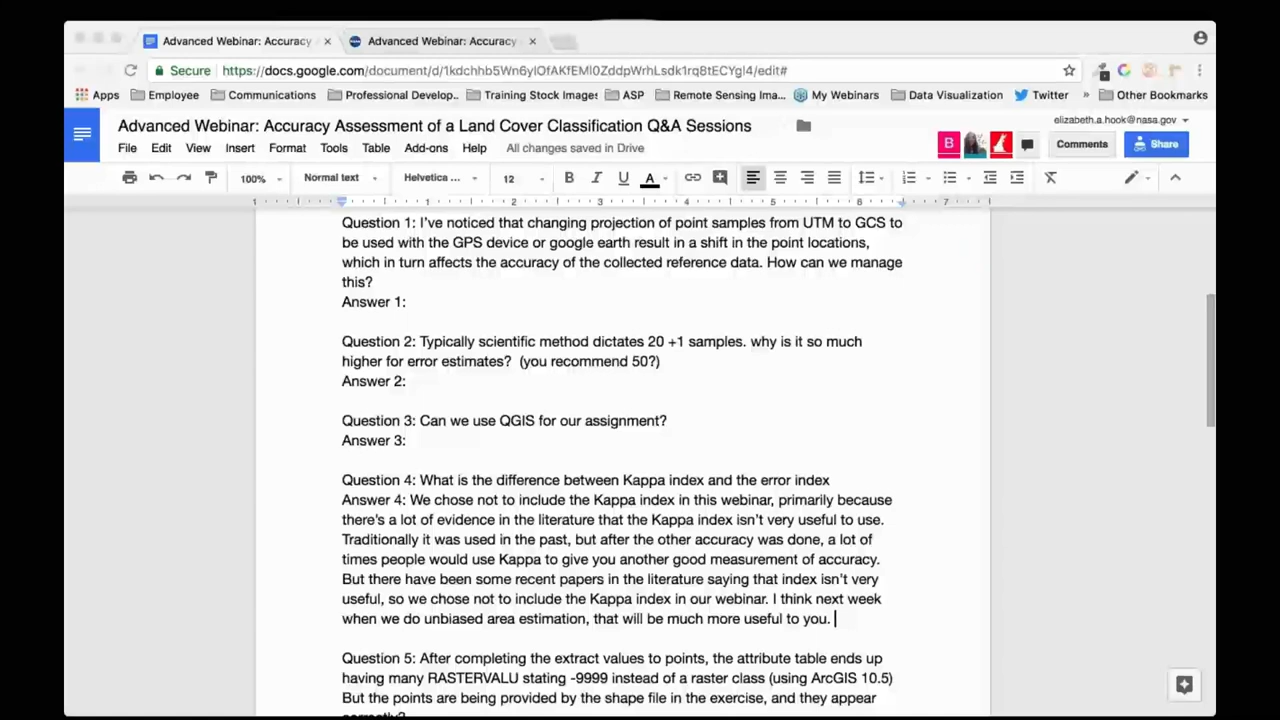 Advanced Webinar: Accuracy
Advanced Webinar: Accuracy
Secure https://docs.google.com/document/d/1kdchhb5Wn6ylOfAKfEMl0ZddpWrhLsdk1rq8tECYgl4/edit#
Apps Employee Communications Professional Develop.. Training Stock Images ASP Remote Sensing Ima... My Webinars Data Visualization Twitter » Other Bookmarks
elizabeth.a.hook@nasa.gov
Advanced Webinar: Accuracy Assessment of a Land Cover Classification Q&A Sessions
File Edit View Insert Format Tools Table Add-ons Help All changes saved in Drive
B Comments Share
100% Normal text Helvetica ... 12 B I U A
1 1 2 3 4 5 6 7
Question 1: I've noticed that changing projection of point samples from UTM to GCS to
be used with the GPS device or google earth result in a shift in the point locations,
which in turn affects the accuracy of the collected reference data. How can we manage
this?
Answer 1:
Question 2: Typically scientific method dictates 20 +1 samples. why is it so much
higher for error estimates? (you recommend 50?)
Answer 2:
Question 3: Can we use QGIS for our assignment?
Answer 3:
Question 4: What is the difference between Kappa index and the error index
Answer 4: We chose not to include the Kappa index in this webinar, primarily because
there's a lot of evidence in the literature that the Kappa index isn't very useful to use.
Traditionally it was used in the past, but after the other accuracy was done, a lot of
times people would use Kappa to give you another good measurement of accuracy.
But there have been some recent papers in the literature saying that index isn't very
useful, so we chose not to include the Kappa index in our webinar. I think next week
when we do unbiased area estimation, that will be much more useful to you.
Question 5: After completing the extract values to points, the attribute table ends up
having many RASTERVALU stating -9999 instead of a raster class (using ArcGIS 10.5)
But the points are being provided by the shape file in the exercise, and they appear
correctly?